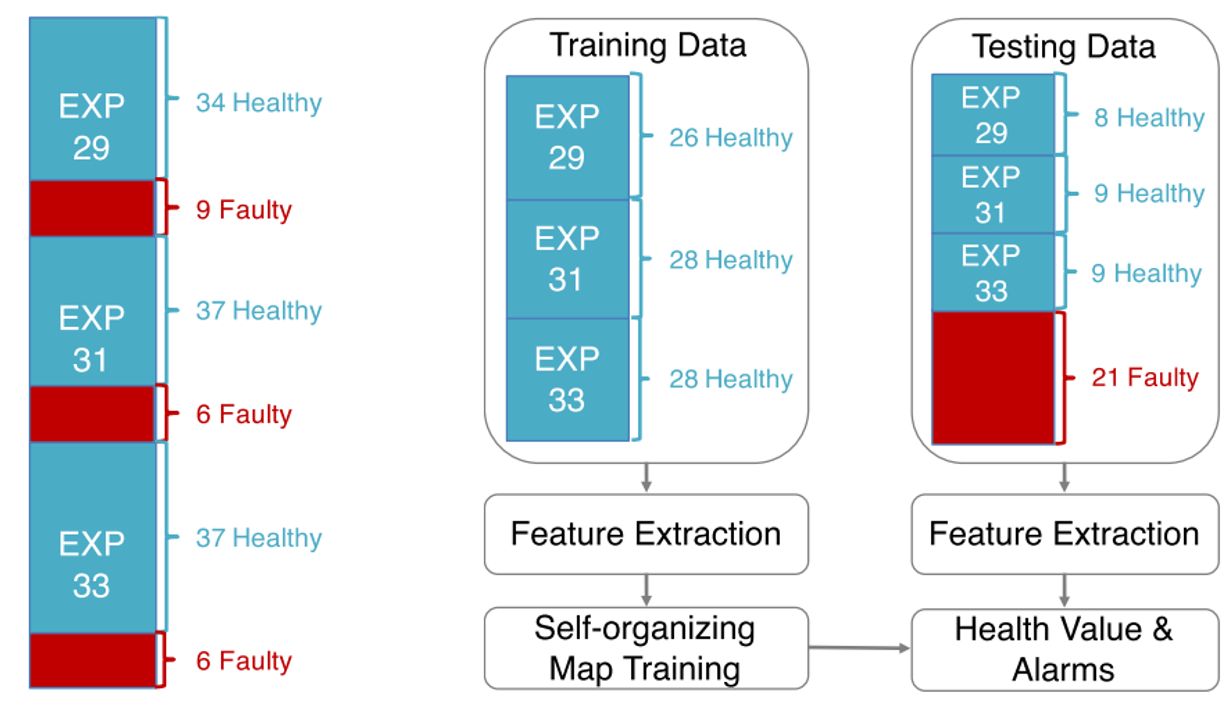 EXP
29
34 Healthy
9 Faulty
EXP
31
37 Healthy
6 Faulty
EXP
33
37 Healthy
6 Faulty
Training Data
EXP
29
26 Healthy
EXP
31
28 Healthy
EXP
33
28 Healthy
Feature Extraction
Self-organizing
Map Training
Testing Data
EXP
29
8 Healthy
EXP
31
9 Healthy
EXP
33
9 Healthy
21 Faulty
Feature Extraction
Health Value &
Alarms